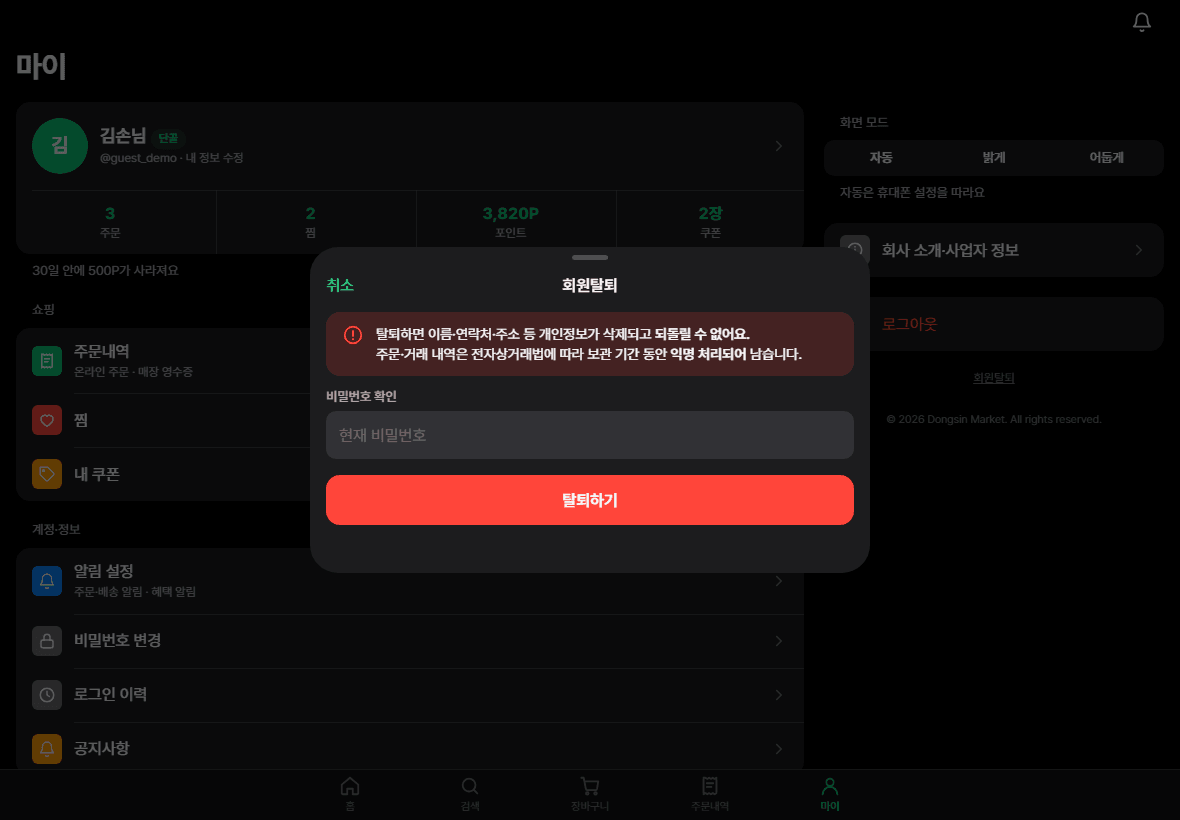 마이
김
김손님 단골
@guest_demo · 내 정보 수정
3
주문
2
찜
3,820P
포인트
2장
쿠폰
30일 안에 500P가 사라져요
쇼핑
주문내역
온라인 주문 · 매장 영수증
찜
내 쿠폰
계정·정보
알림 설정
주문·배송 알림 · 혜택 알림
비밀번호 변경
로그인 이력
공지사항
화면 모드
자동 밝게 어둡게
자동은 휴대폰 설정을 따라요
회사 소개·사업자 정보
로그아웃
회원탈퇴
© 2026 Dongsin Market. All rights reserved.
취소
회원탈퇴
탈퇴하면 이름·연락처·주소 등 개인정보가 삭제되고 되돌릴 수 없어요.
주문·거래 내역은 전자상거래법에 따라 보관 기간 동안 익명 처리되어 남습니다.
비밀번호 확인
현재 비밀번호
탈퇴하기
홈
검색
장바구니
주문내역
마이